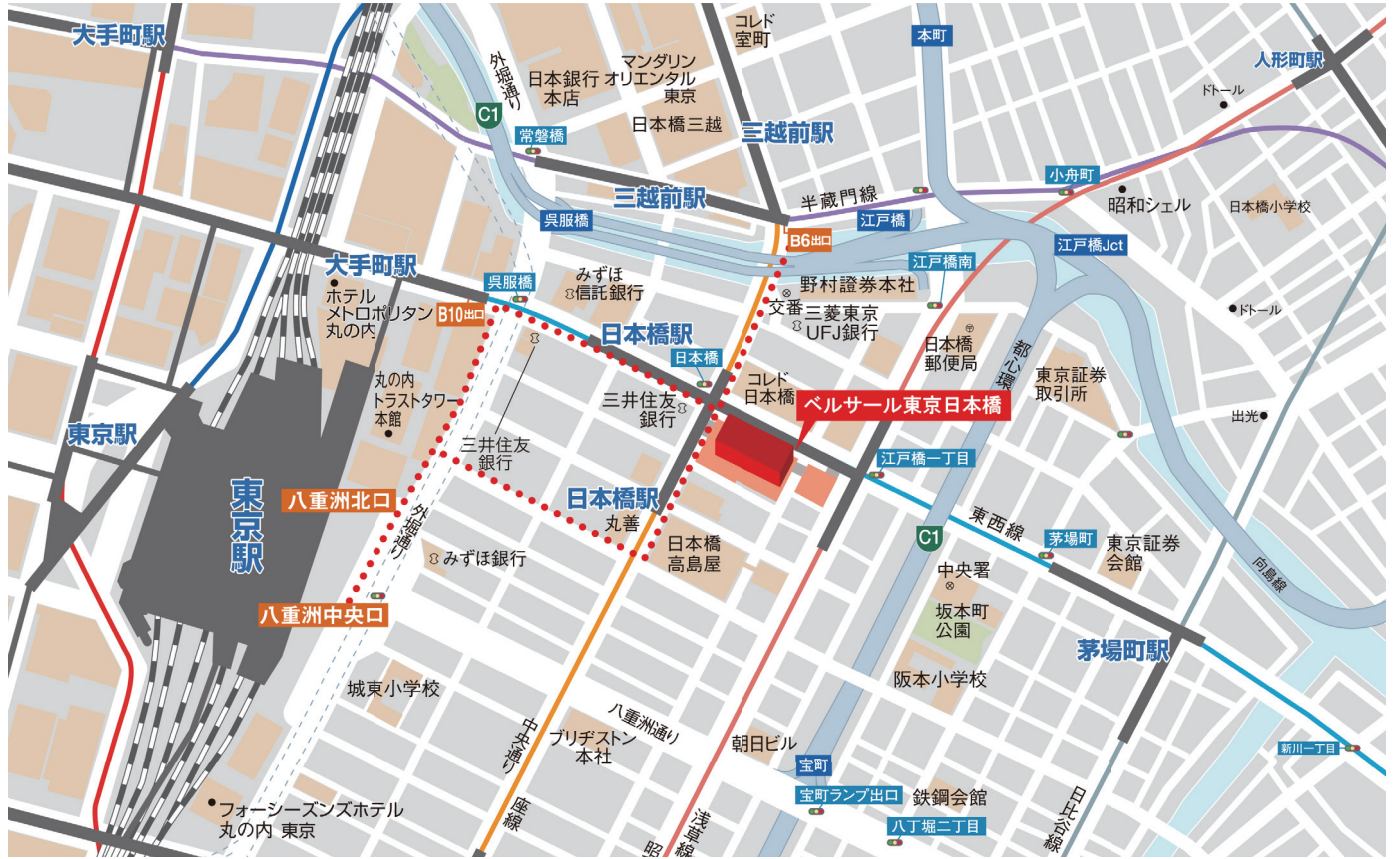 大手町駅
外堀通り
C1
日本銀行
本店
マンダリン
オリエンタル
東京
コレド
室町
日本橋三越
常盤橋
三越前駅
三越前駅
本町
人形町駅
ドトール
小舟町
昭和シェル
日本橋小学校
半蔵門線
江戸橋
江戸橋Jct
呉服橋
B6出口
江戸橋南
野村證券本社
大手町駅
ホテル
メトロポリタン
丸の内
B10出口
呉服橋
みずほ
信託銀行
交番
三菱東京
UFJ銀行
日本橋
郵便局
都心環
東京証券
取引所
ドトール
出光
日本橋駅
日本橋
コレド
日本橋
ベルサール東京日本橋
三井住友
銀行
丸の内
トラストタワー
本館
三井住友
銀行
東京駅
東京駅
八重洲北口
外堀通り
みずほ銀行
八重洲中央口
日本橋駅
丸善
日本橋
高島屋
江戸橋一丁目
東西線
C1
茅場町
東京証券
会館
向島線
中央署
坂本町
公園
茅場町駅
阪本小学校
城東小学校
八重洲通り
中央通り
ブリヂストン
本社
朝日ビル
宝町
宝町ランプ出口
鉄鋼会館
八丁堀二丁目
新川一丁目
日比谷線
フォーシーズンズホテル
丸の内 東京
座線
浅草線
昭